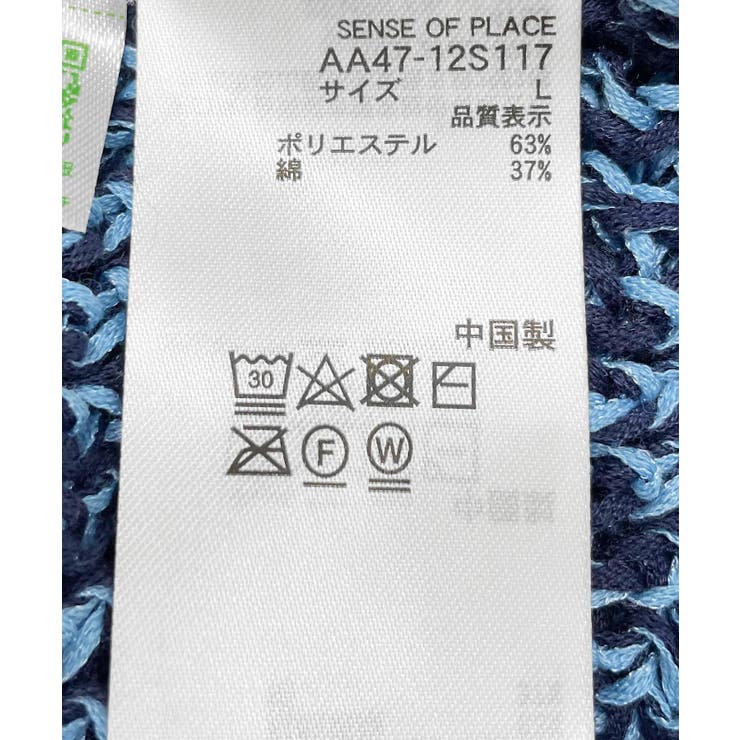 SENSE OF PLACE
AA47-12S117
サイズ L
品質表示
ポリエステル 63%
綿 37%
中国製
30
F W